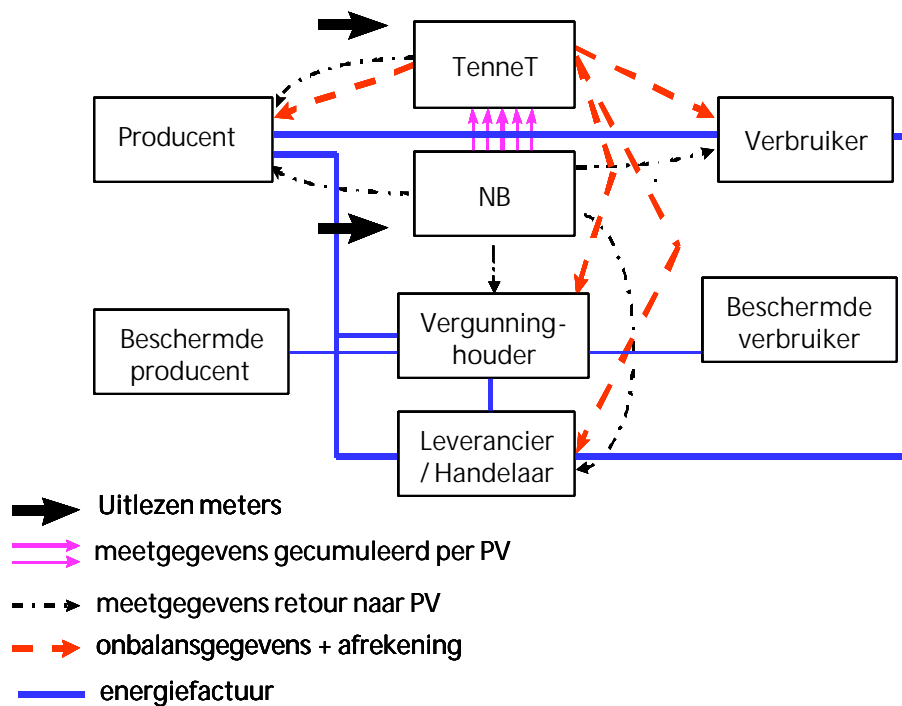 TenneT
Producent
Verbruiker
NB
Beschermde
producent
Vergunning-
houder
Beschermde
verbruiker
Leverancier
/ Handelaar
Uitlezen meters
meetgegevens gecumuleerd per PV
meetgegevens retour naar PV
onbalansgegevens + afrekening
energiefactuur